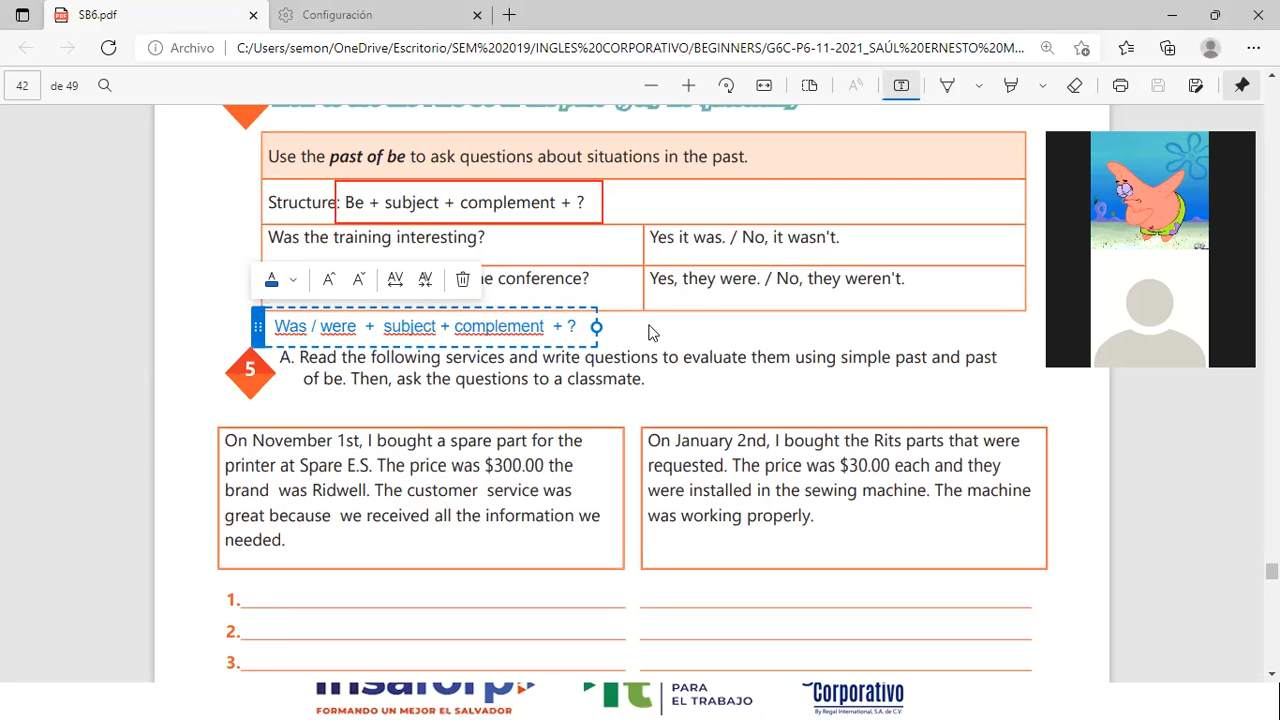 SB6.pdf
Configuración
Archivo
C:/Users/semon/OneDrive/Escritorio/SEM%202019/INGLES%20CORPORATIVO/BEGINNERS/G6C-P6-11-2021_SAÚL%20ERNESTO%20M...
42 de 49
Use the past of be to ask questions about situations in the past.
Structure: Be + subject + complement + ?
Was the training interesting?
Yes it was. / No, it wasn't.
he conference?
Yes, they were. / No, they weren't.
Was / were + subject + complement + ?
5
A. Read the following services and write questions to evaluate them using simple past and past
of be. Then, ask the questions to a classmate.
On November 1st, I bought a spare part for the
printer at Spare E.S. The price was $300.00 the
brand was Ridwell. The customer service was
great because we received all the information we
needed.
On January 2nd, I bought the Rits parts that were
requested. The price was $30.00 each and they
were installed in the sewing machine. The machine
was working properly.
1.
2.
3.
FORMANDO UN MEJOR EL SALVADOR
PARA
EL TRABAJO
Corporativo
By Regal International, S.A. de C.V.